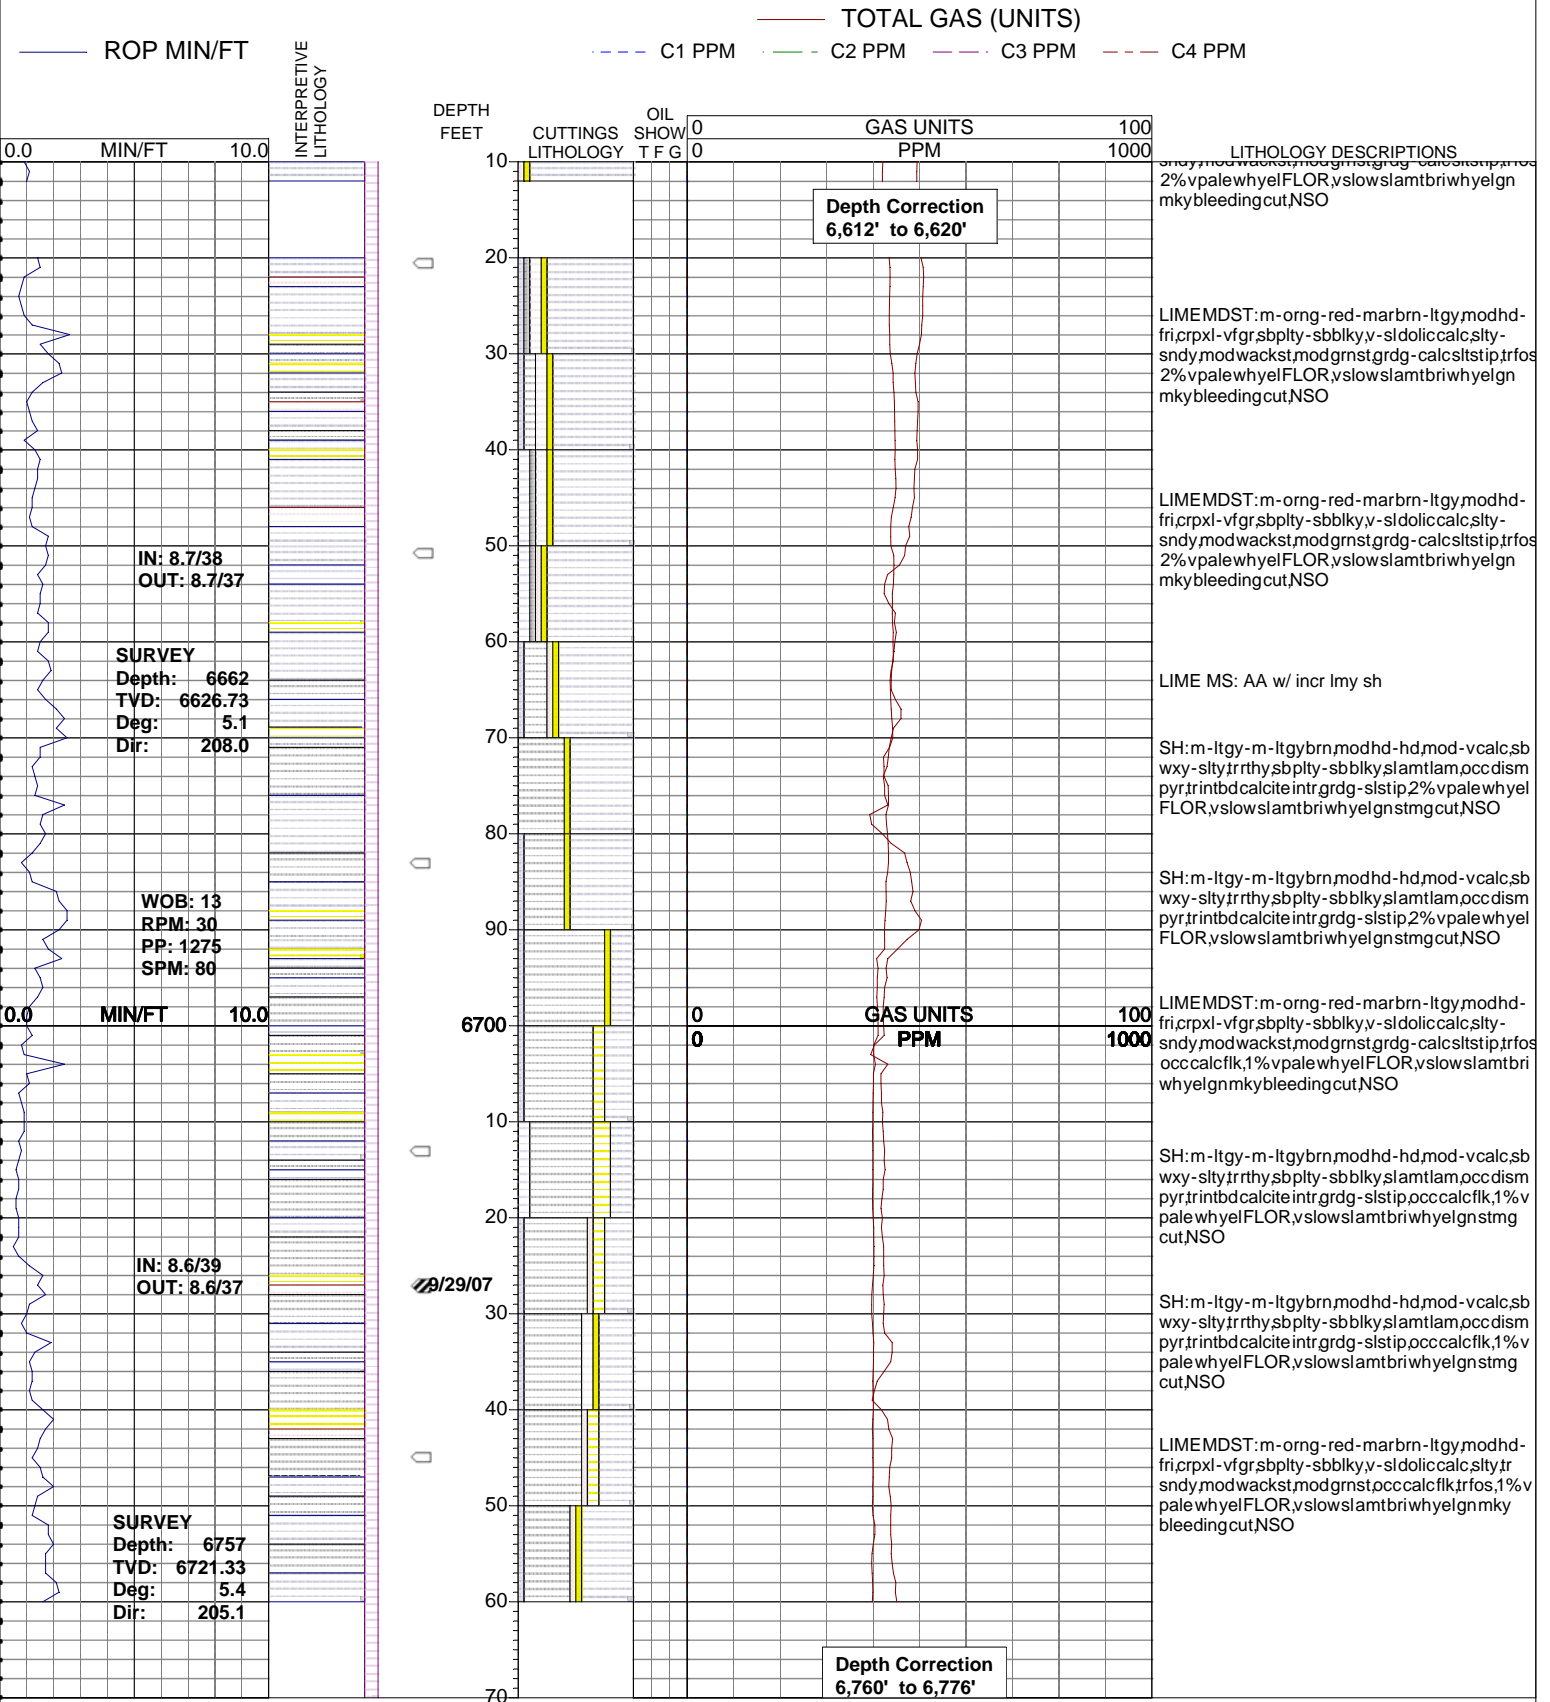 TOTAL GAS (UNITS)
ROP MIN/FT
C1 PPM
C2 PPM
C3 PPM
C4 PPM
INTERPRETIVE
LITHOLOGY
DEPTH
FEET
CUTTINGS
LITHOLOGY
OIL
SHOW
T F G
0 GAS UNITS 100
0.0 MIN/FT 10.0
0 PPM 1000
LITHOLOGY DESCRIPTIONS
10
sndy,modwackst,modgrnst,grdg-calcsltstip,trfos
2%vpalewhyelFLOR,vslowslamtbriwhyelgn
mkybleedingcut,NSO
Depth Correction
6,612' to 6,620'
20
LIMEMDST:m-orng-red-marbrn-ltgy,modhd-
fri,crpxl-vfgr,sbplty-sbblky,v-sldoliccalc,slty-
sndy,modwackst,modgrnst,grdg-calcsltstip,trfos
2%vpalewhyelFLOR,vslowslamtbriwhyelgn
mkybleedingcut,NSO
30
40
LIMEMDST:m-orng-red-marbrn-ltgy,modhd-
fri,crpxl-vfgr,sbplty-sbblky,v-sldoliccalc,slty-
sndy,modwackst,modgrnst,grdg-calcsltstip,trfos
2%vpalewhyelFLOR,vslowslamtbriwhyelgn
mkybleedingcut,NSO
50
IN: 8.7/38
OUT: 8.7/37
60
SURVEY
Depth: 6662
TVD: 6626.73
Deg: 5.1
Dir: 208.0
LIME MS: AA w/ incr lmy sh
70
SH:m-ltgy-m-ltgybrn,modhd-hd,mod-vcalc,sb
wxy-slty,trrthy,sbplty-sbblky,slamtlam,occdism
pyr,trintbdcalciteintr,grdg-slstip,2%vpalewhyel
FLOR,vslowslamtbriwhyelgnstmgcut,NSO
80
SH:m-ltgy-m-ltgybrn,modhd-hd,mod-vcalc,sb
wxy-slty,trrthy,sbplty-sbblky,slamtlam,occdism
pyr,trintbdcalciteintr,grdg-slstip,2%vpalewhyel
FLOR,vslowslamtbriwhyelgnstmgcut,NSO
WOB: 13
RPM: 30
PP: 1275
SPM: 80
90
0.0 MIN/FT 10.0
6700
0 GAS UNITS 100
0 PPM 1000
LIMEMDST:m-orng-red-marbrn-ltgy,modhd-
fri,crpxl-vfgr,sbplty-sbblky,v-sldoliccalc,slty-
sndy,modwackst,modgrnst,grdg-calcsltstip,trfos
occcalcflk,1%vpalewhyelFLOR,vslowslamtbri
whyelgnmkybleedingcut,NSO
10
SH:m-ltgy-m-ltgybrn,modhd-hd,mod-vcalc,sb
wxy-slty,trrthy,sbplty-sbblky,slamtlam,occdism
pyr,trintbdcalciteintr,grdg-slstip,occcalcflk,1%v
palewhyelFLOR,vslowslamtbriwhyelgnstmg
cut,NSO
20
IN: 8.6/39
OUT: 8.6/37
9/29/07
30
SH:m-ltgy-m-ltgybrn,modhd-hd,mod-vcalc,sb
wxy-slty,trrthy,sbplty-sbblky,slamtlam,occdism
pyr,trintbdcalciteintr,grdg-slstip,occcalcflk,1%v
palewhyelFLOR,vslowslamtbriwhyelgnstmg
cut,NSO
40
LIMEMDST:m-orng-red-marbrn-ltgy,modhd-
fri,crpxl-vfgr,sbplty-sbblky,v-sldoliccalc,slty,tr
sndy,modwackst,modgrnst,occcalcflk,trfos,1%v
palewhyelFLOR,vslowslamtbriwhyelgnmky
bleedingcut,NSO
50
SURVEY
Depth: 6757
TVD: 6721.33
Deg: 5.4
Dir: 205.1
60
Depth Correction
6,760' to 6,776'
70